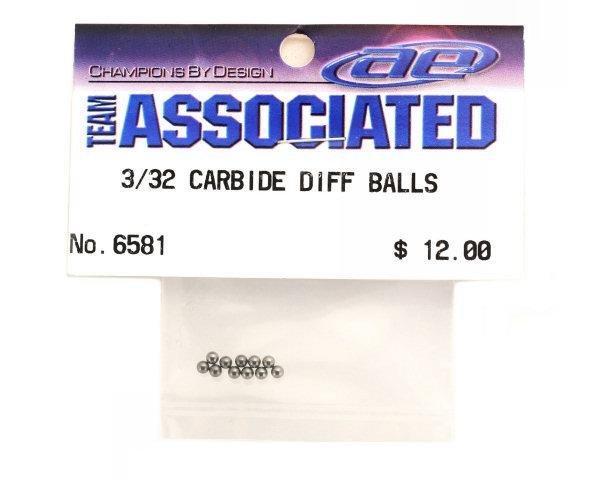 CHAMPIONS BY DESIGN
ae
TEAM ASSOCIATED
3/32 CARBIDE DIFF BALLS
No. 6581 $ 12.00